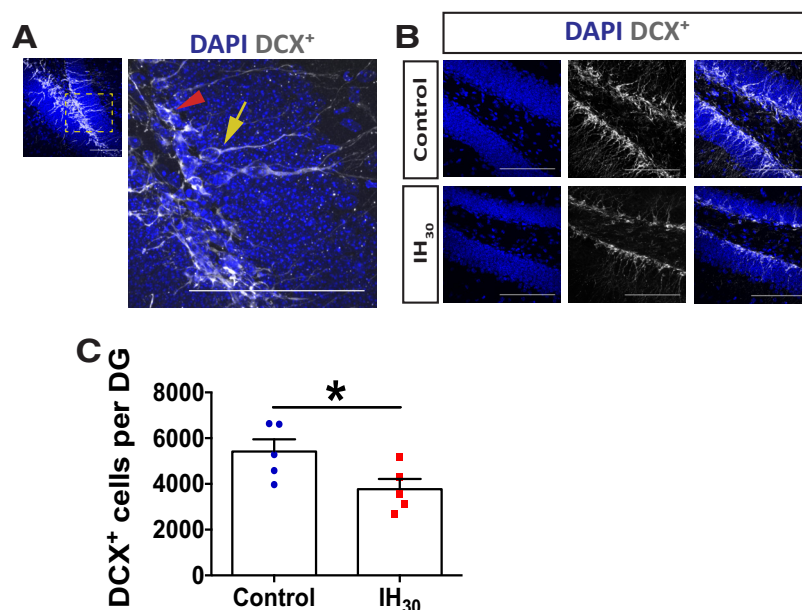 A
DAPI DCX⁺
B
DAPI DCX⁺
Control
IH₃₀
C
DCX⁺ cells per DG
8000
6000
4000
2000
0
*
Control
IH₃₀